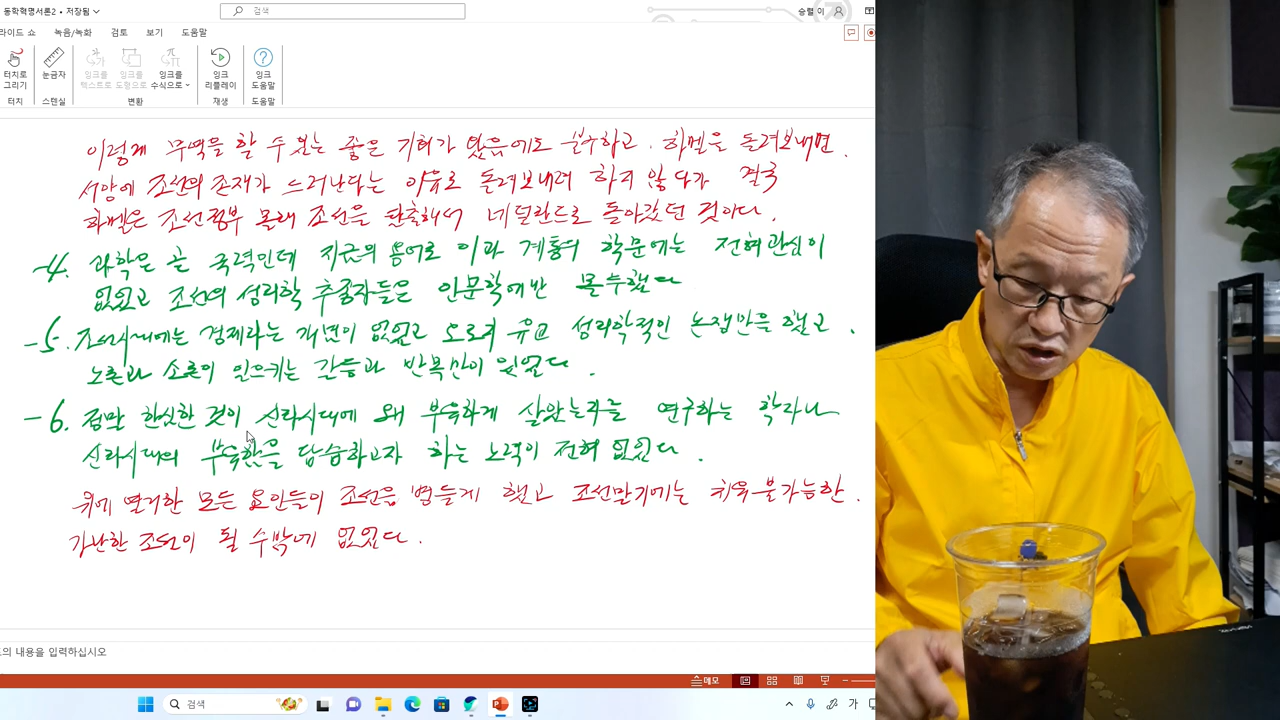 동학혁명서론2 • 저장됨
검색
승렬 이
라이드 쇼 녹음/녹화 검토 보기 도움말
터치로 그리기
눈금자
잉크를 텍스트로
잉크를 도형으로
잉크를 수식으로
잉크 리플레이
잉크 도움말
터치 스텐실 변환 재생 도움말
이렇게 무역을 할 수 있는 좋은 기회가 왔음에도 불구하고. 하멜을 돌려보내면
서양에 조선의 존재가 드러난다는 이유로 돌려보내려 하지 않다가 결국
하멜은 조선정부 몰래 조선을 탈출해서 네덜란드로 돌아갔던 것이다.
-4. 과학은 곧 국력인데 지금의 용어로 이과 계통의 학문에는 전혀 관심이
없었고 조선의 성리학 추종자들은 인문학에만 몰두했다
-5. 조선시대에는 경제라는 개념이 없었고 오로지 유교 성리학적인 논쟁만을 했고.
노론과 소론이 일으키는 갈등과 반목만이 있었다.
-6. 정말 한심한 것이 신라시대에 왜 부유하게 살았는지를 연구하는 학자나
신라시대의 부유했음을 답습하고자 하는 노력이 전혀 없었다.
위에 열거한 모든 요인들이 조선을 병들게 했고 조선말기에는 치유불가능한.
가난한 조선이 될 수밖에 없었다.
의 내용을 입력하십시오
메모
검색
가